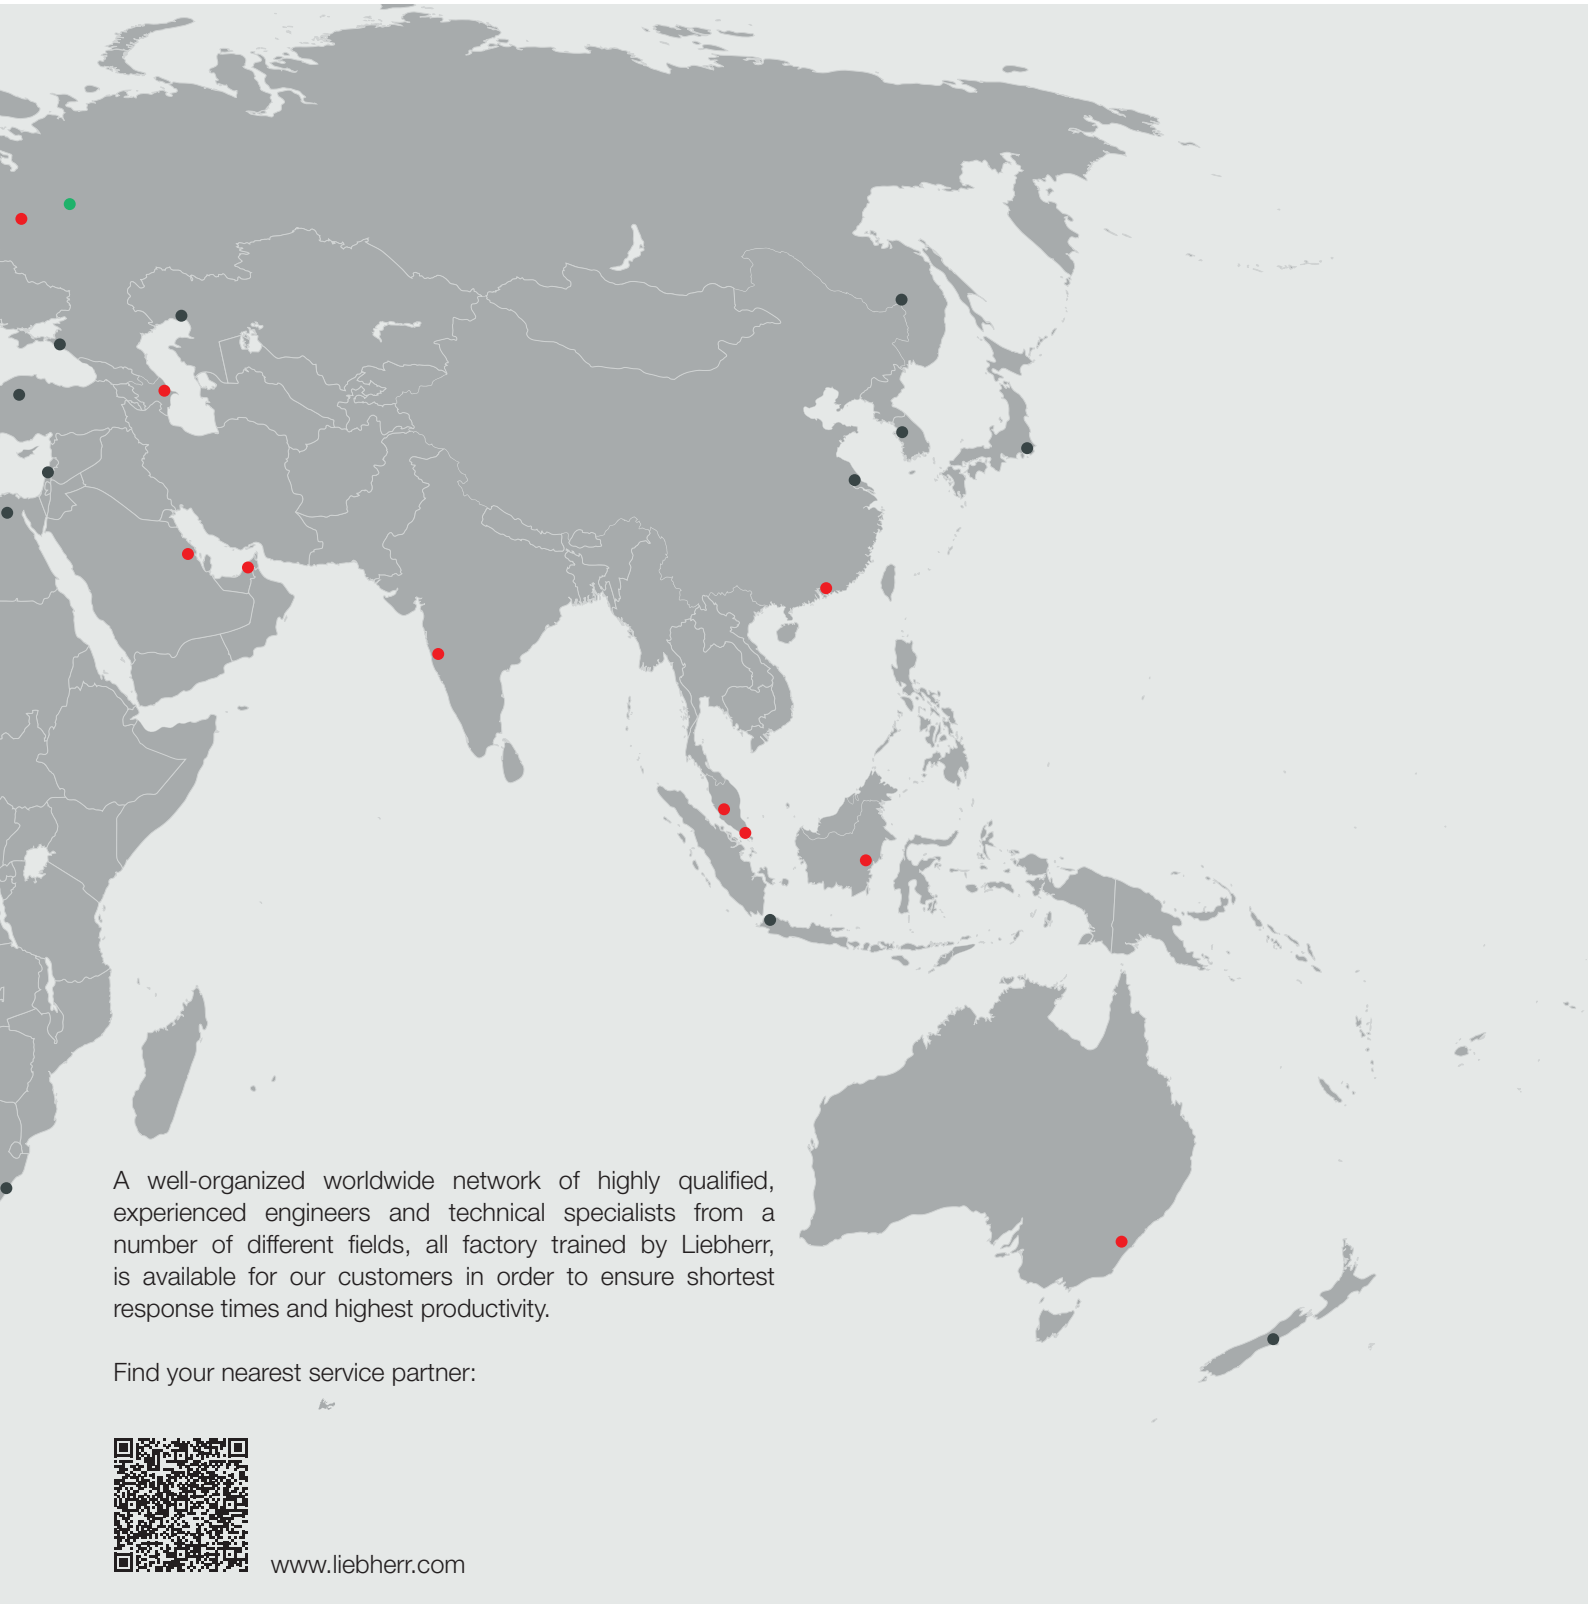 A well-organized worldwide network of highly qualified,
experienced engineers and technical specialists from a
number of different fields, all factory trained by Liebherr,
is available for our customers in order to ensure shortest
response times and highest productivity.
Find your nearest service partner:
www.liebherr.com